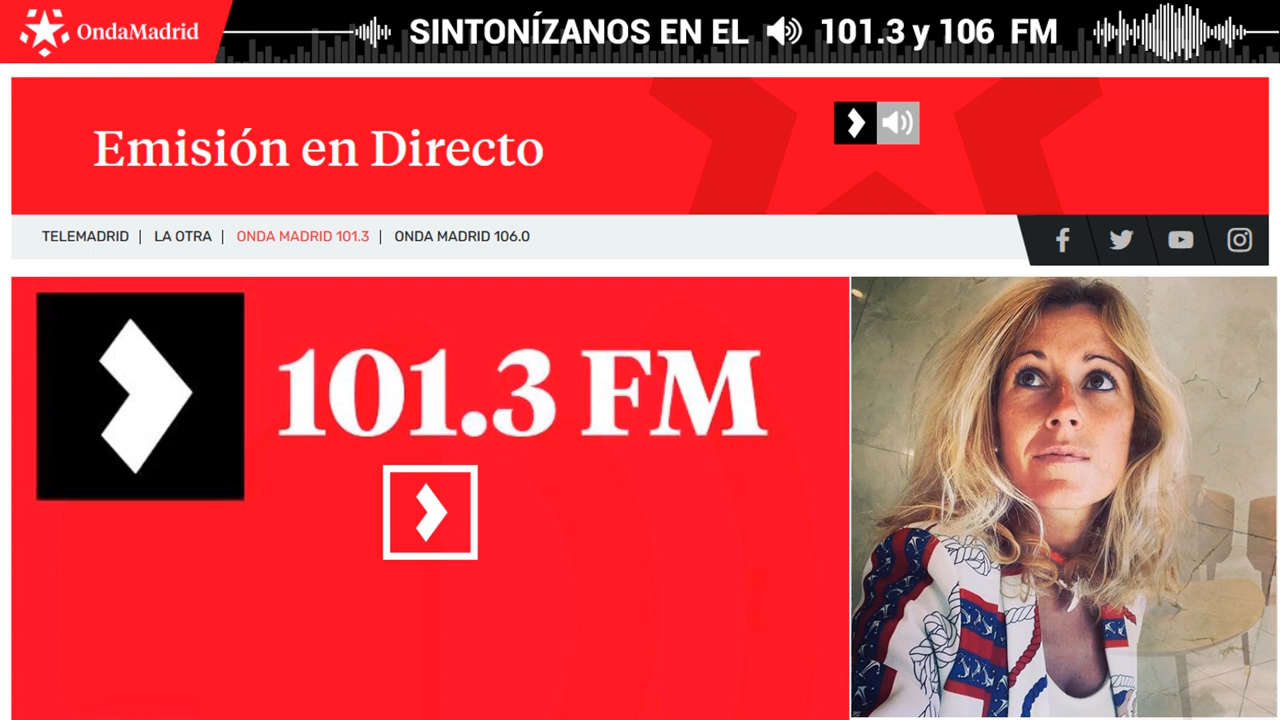 OndaMadrid
SINTONÍZANOS EN EL 101.3 y 106 FM
Emisión en Directo
TELEMADRID | LA OTRA | ONDA MADRID 101.3 | ONDA MADRID 106.0
101.3 FM